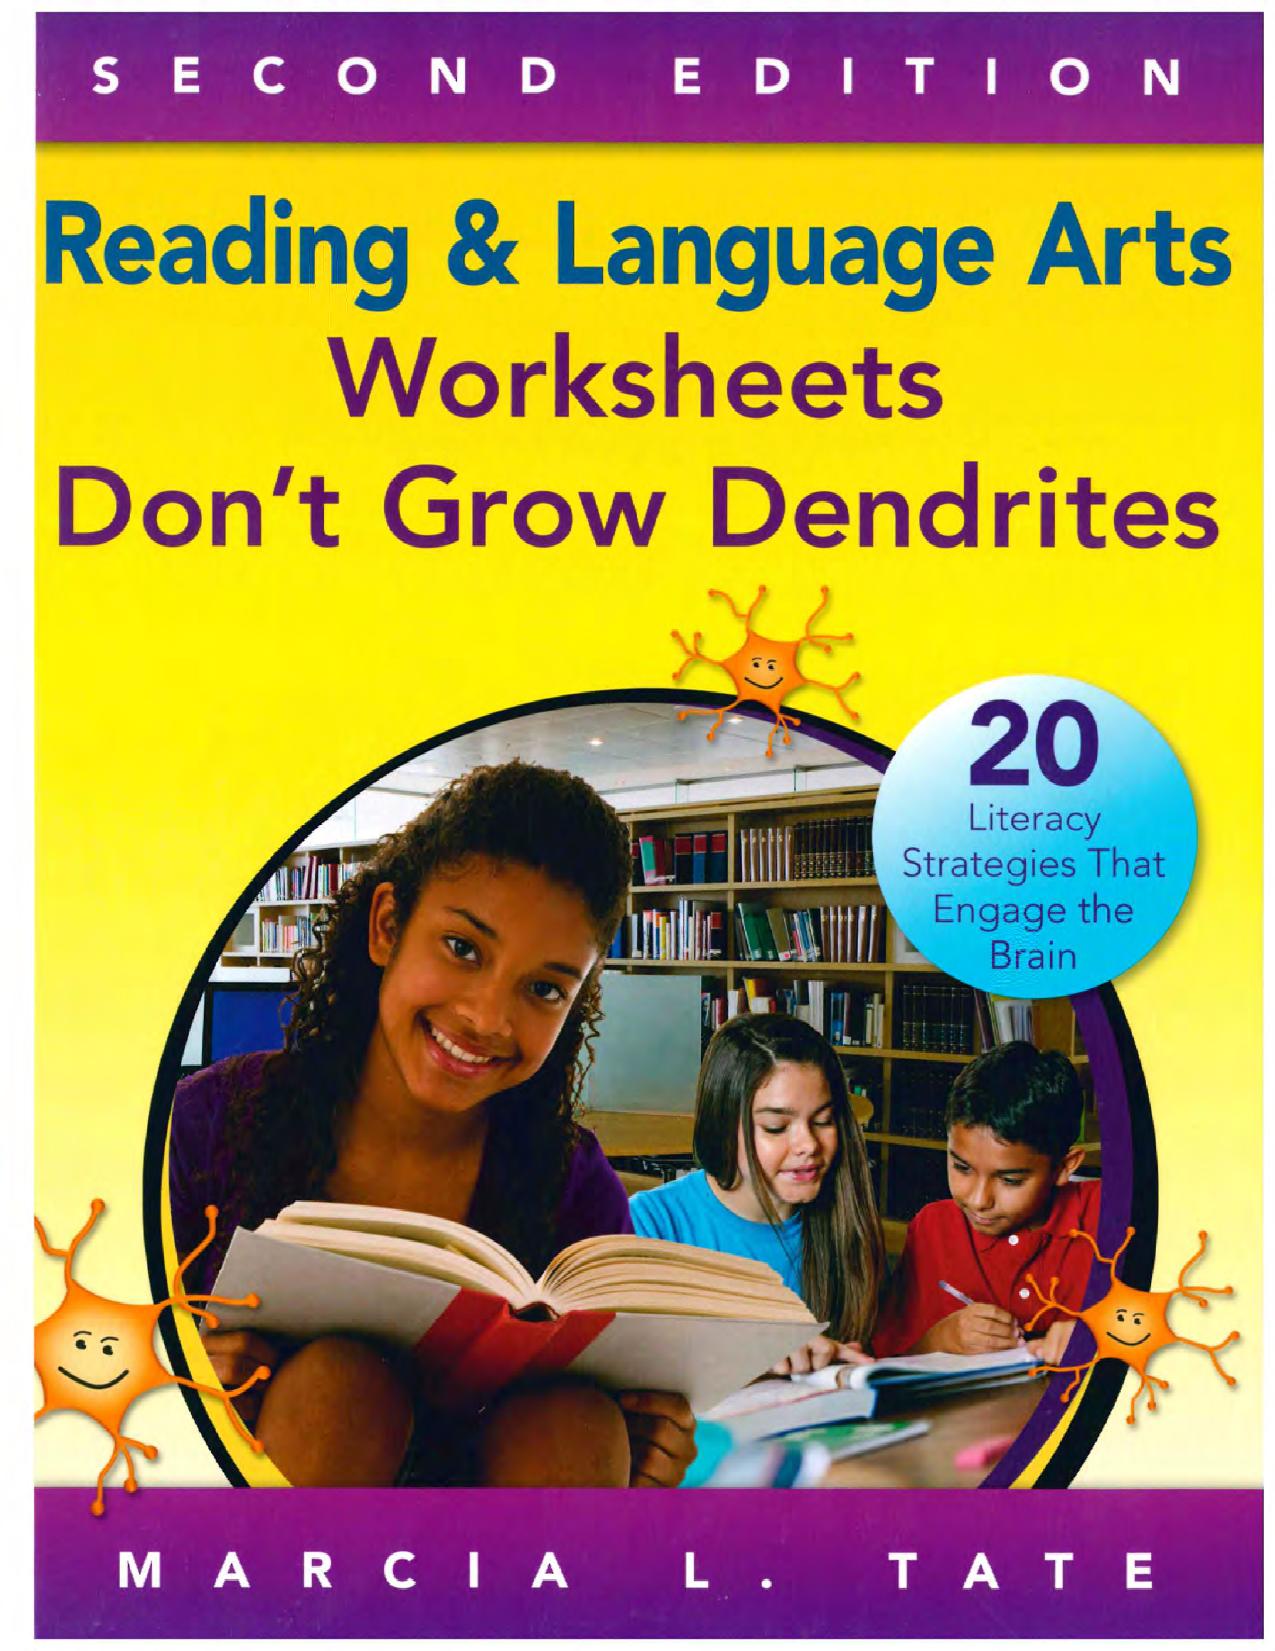 SECOND EDITION
Reading & Language Arts
Worksheets
Don't Grow Dendrites
20
Literacy
Strategies That
Engage the
Brain
MARCIA L. TATE